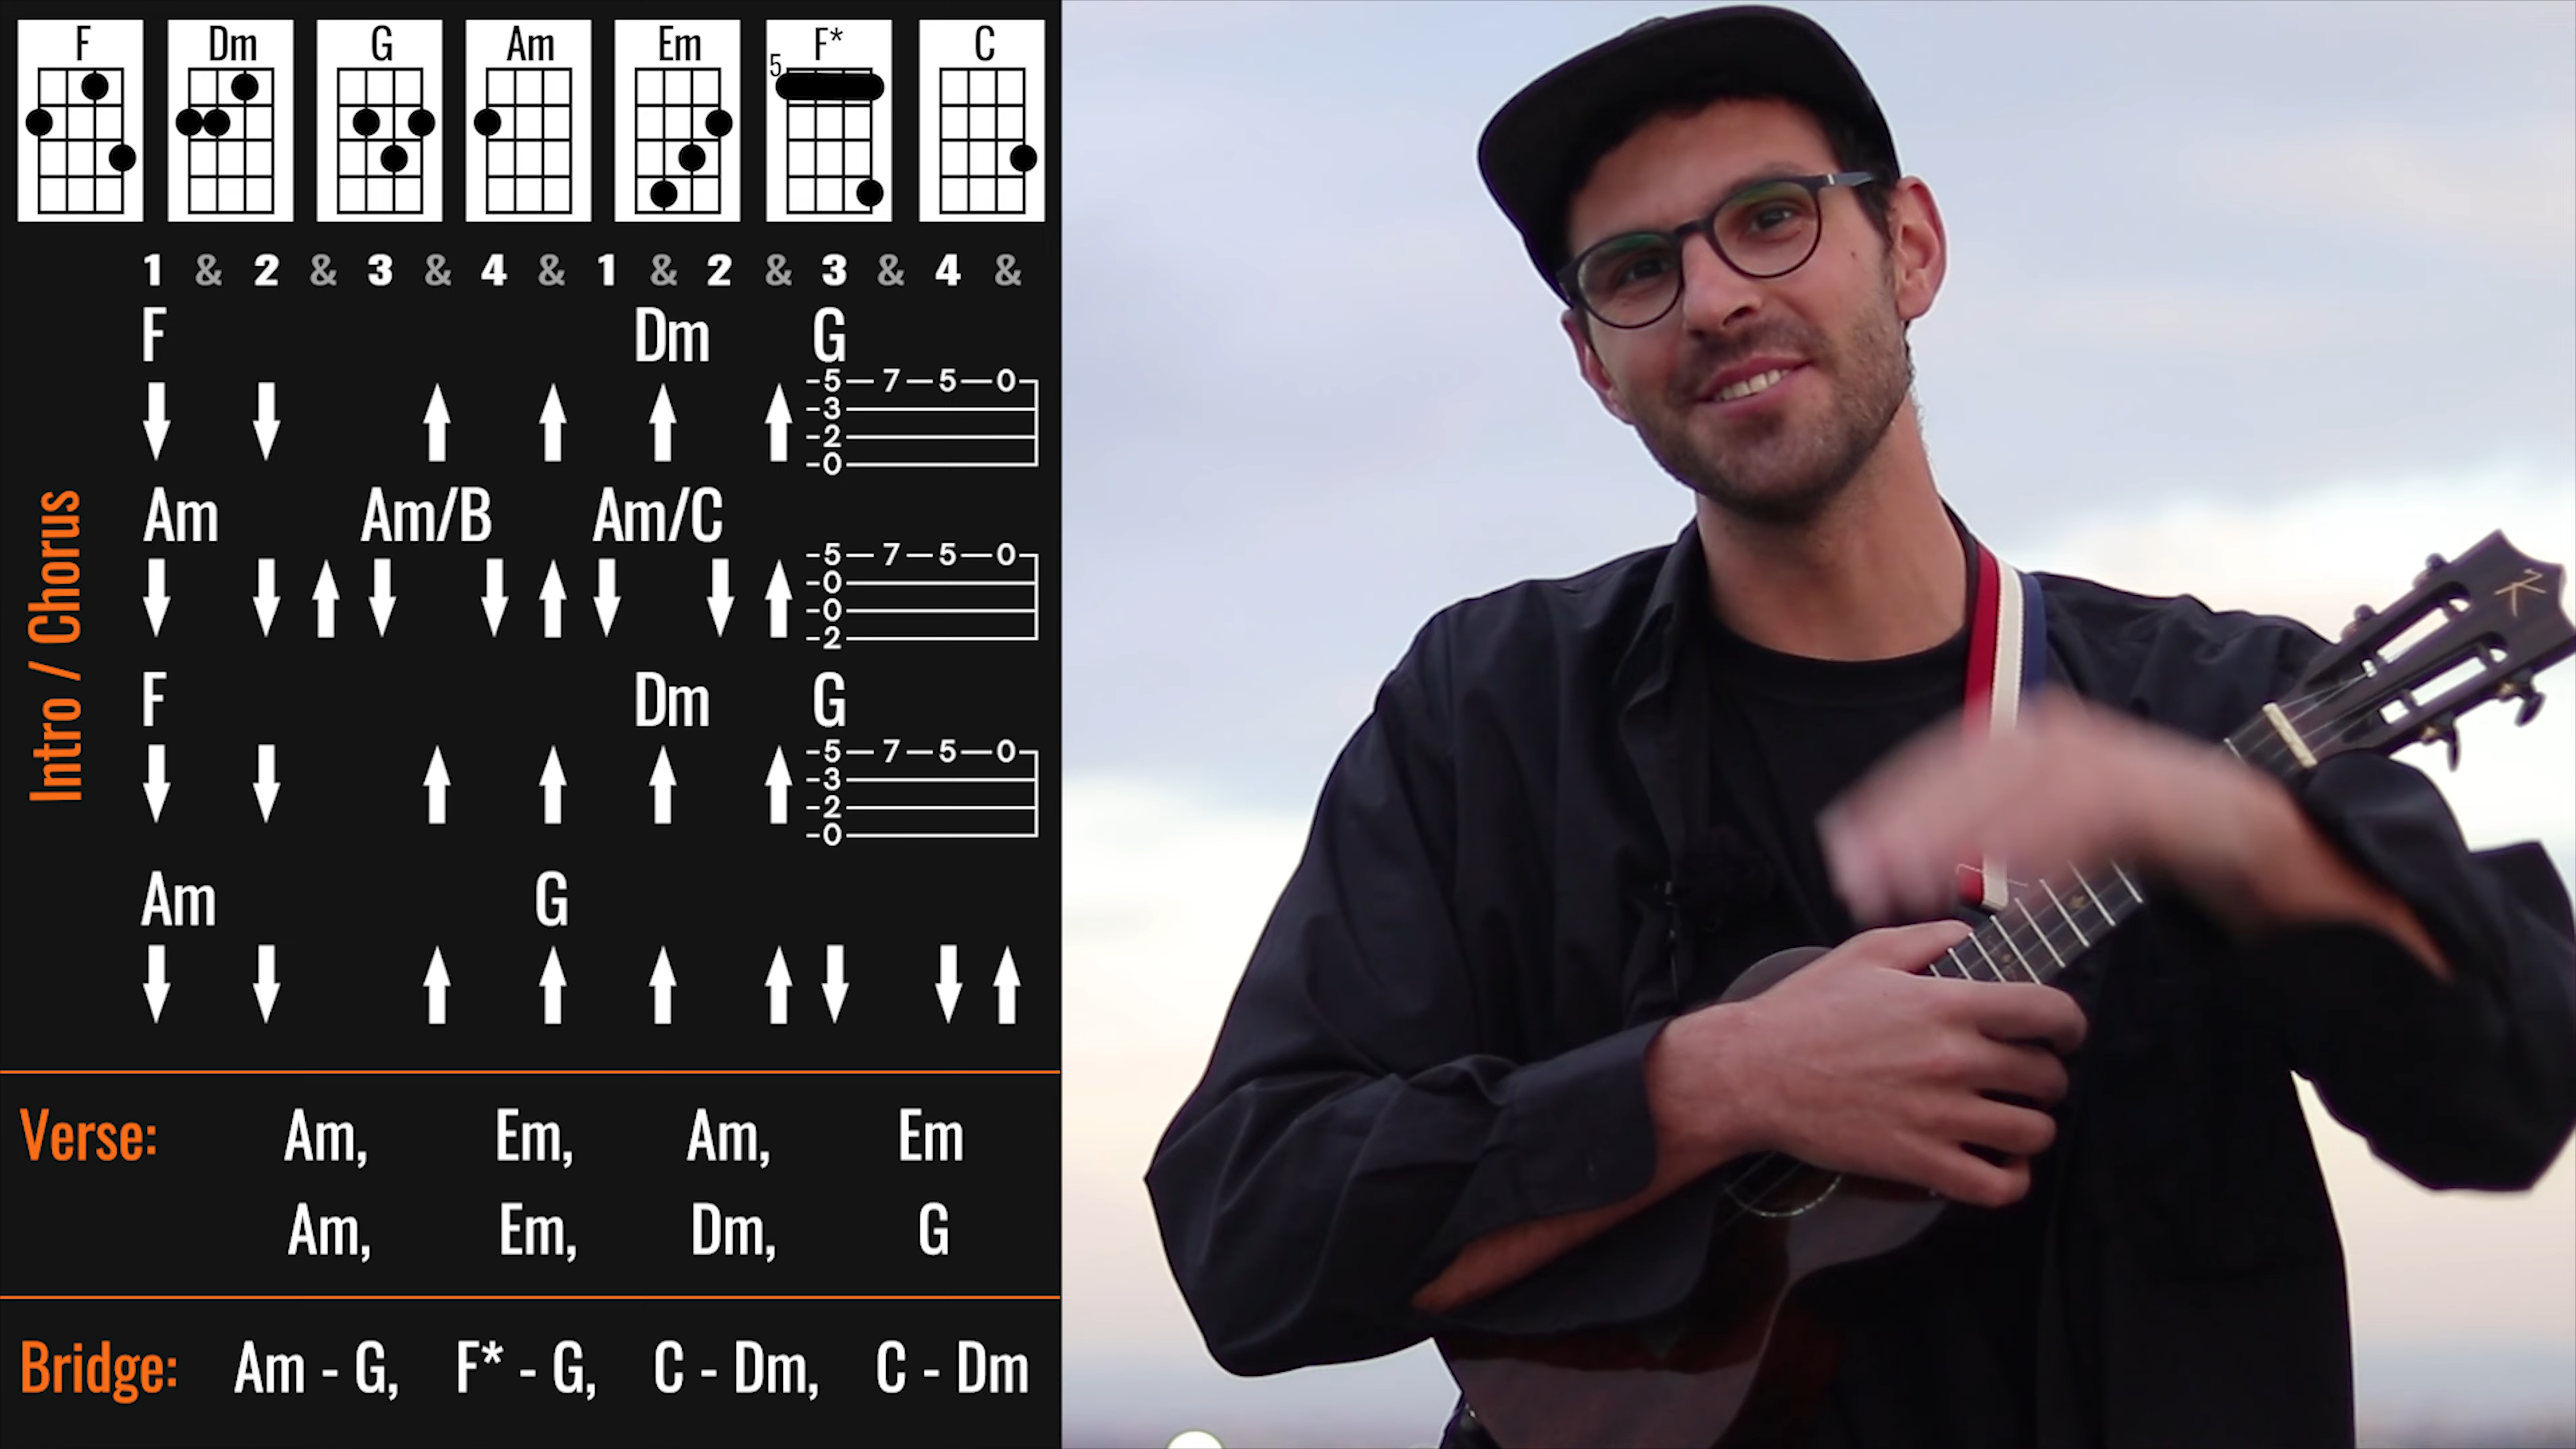 F Dm G Am Em F* C
5
1 & 2 & 3 & 4 & 1 & 2 & 3 & 4 &
F Dm G
-5-7-5-0-
-3-
-2-
-0-
Am Am/B Am/C
-5-7-5-0-
-0-
-0-
-2-
F Dm G
-5-7-5-0-
-3-
-2-
-0-
Am G
Intro / Chorus
Verse: Am, Em, Am, Em
Am, Em, Dm, G
Bridge: Am - G, F* - G, C - Dm, C - Dm